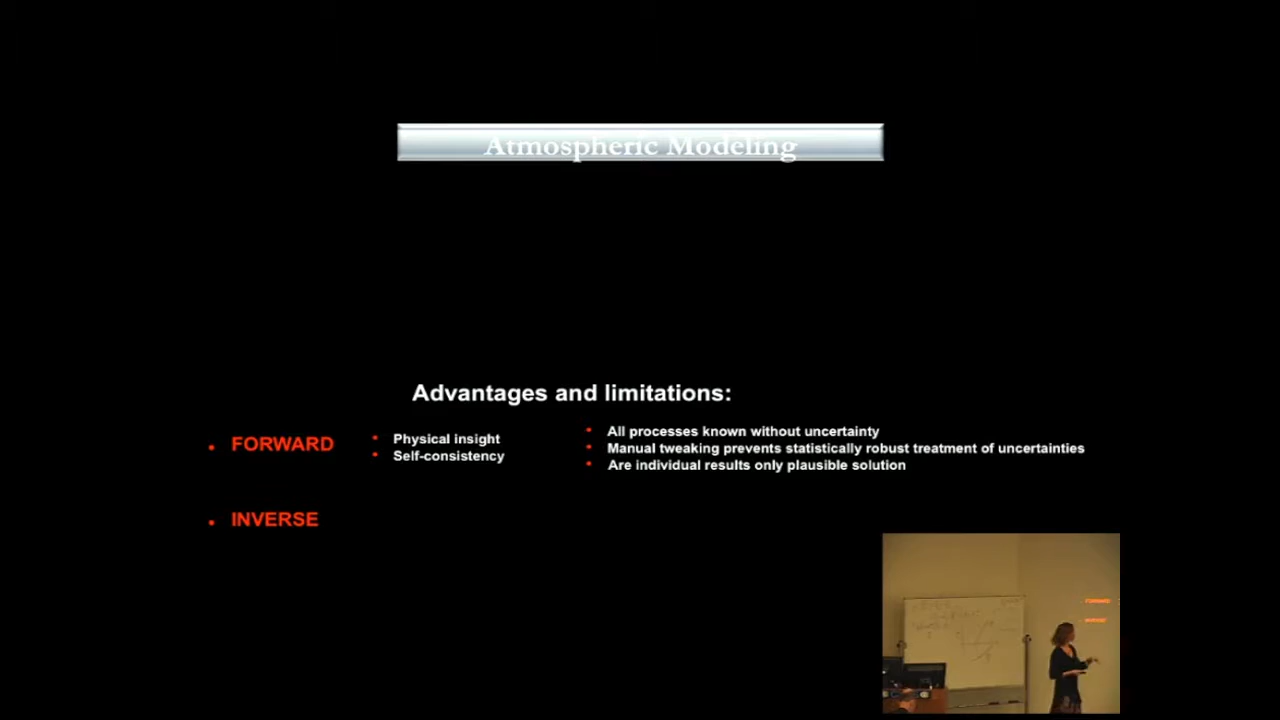 Atmospheric Modeling
Advantages and limitations:
• FORWARD
• Physical insight
• Self-consistency
• All processes known without uncertainty
• Manual tweaking prevents statistically robust treatment of uncertainties
• Are individual results only plausible solution
• INVERSE
FORWARD